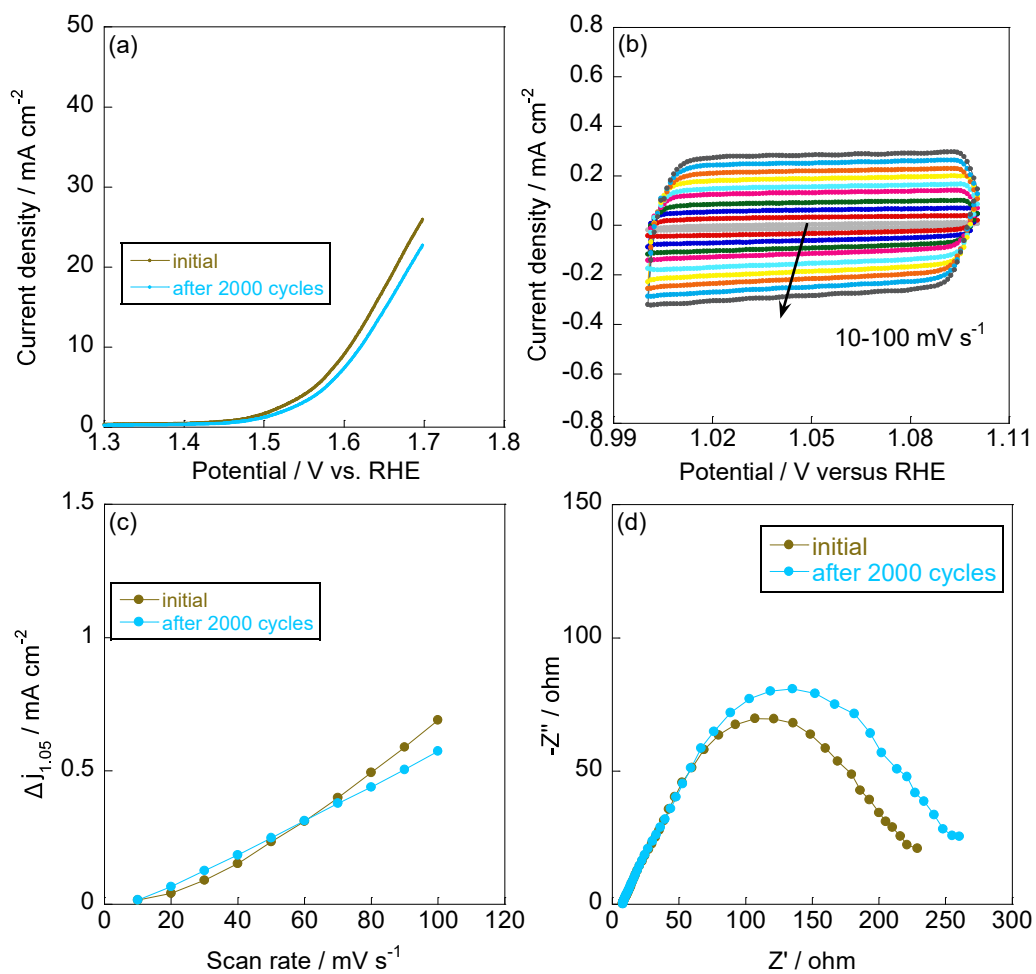 (a)
50
40
30
20
10
0
Current density / mA cm⁻²
initial
after 2000 cycles
1.3 1.4 1.5 1.6 1.7 1.8
Potential / V vs. RHE
(b)
0.8
0.6
0.4
0.2
0
-0.2
-0.4
-0.6
-0.8
Current density / mA cm⁻²
10-100 mV s⁻¹
0.99 1.02 1.05 1.08 1.11
Potential / V versus RHE
(c)
1.5
1
0.5
0
Δj₁.₀₅ / mA cm⁻²
initial
after 2000 cycles
0 20 40 60 80 100 120
Scan rate / mV s⁻¹
(d)
150
100
50
0
-Z'' / ohm
initial
after 2000 cycles
0 50 100 150 200 250 300
Z' / ohm